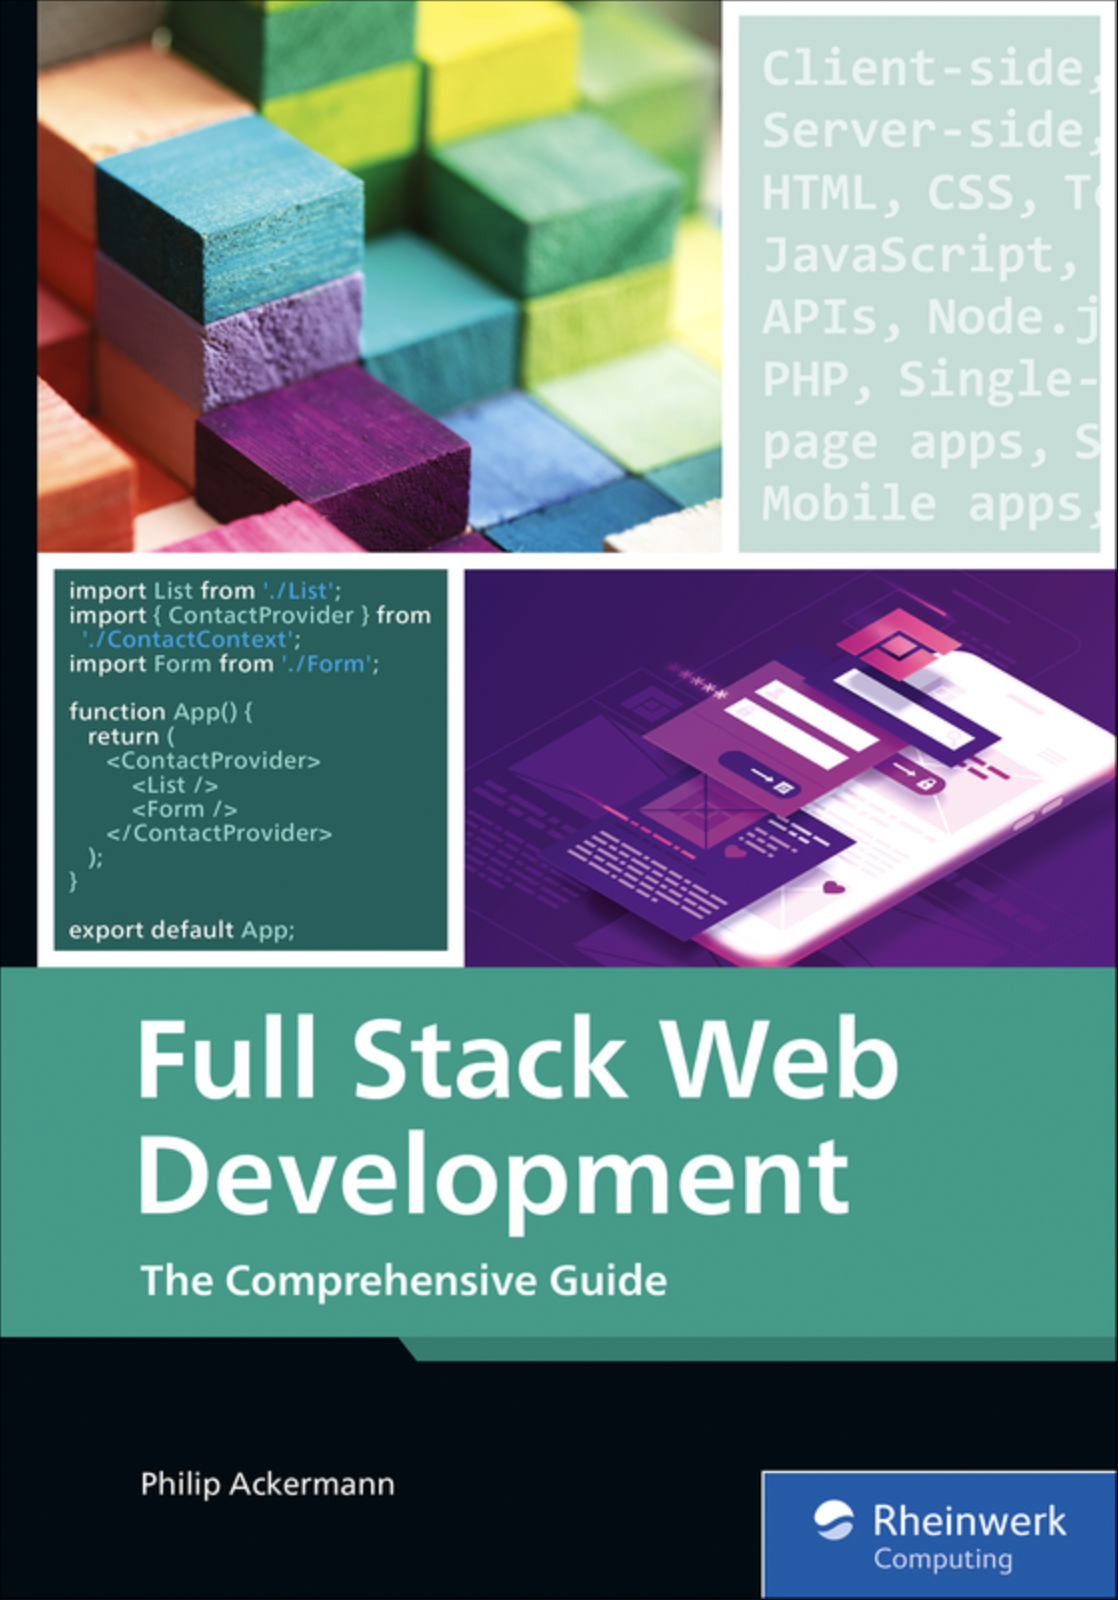 Client-side,
Server-side,
HTML, CSS,
JavaScript,
APIs, Node.j
PHP, Single-
page apps, S
Mobile apps,
import List from './List';
import { ContactProvider } from
'./ContactContext';
import Form from './Form';
function App() {
return (
<ContactProvider>
<List />
<Form />
</ContactProvider>
);
}
export default App;
****
Full Stack Web
Development
The Comprehensive Guide
Philip Ackermann
Rheinwerk
Computing